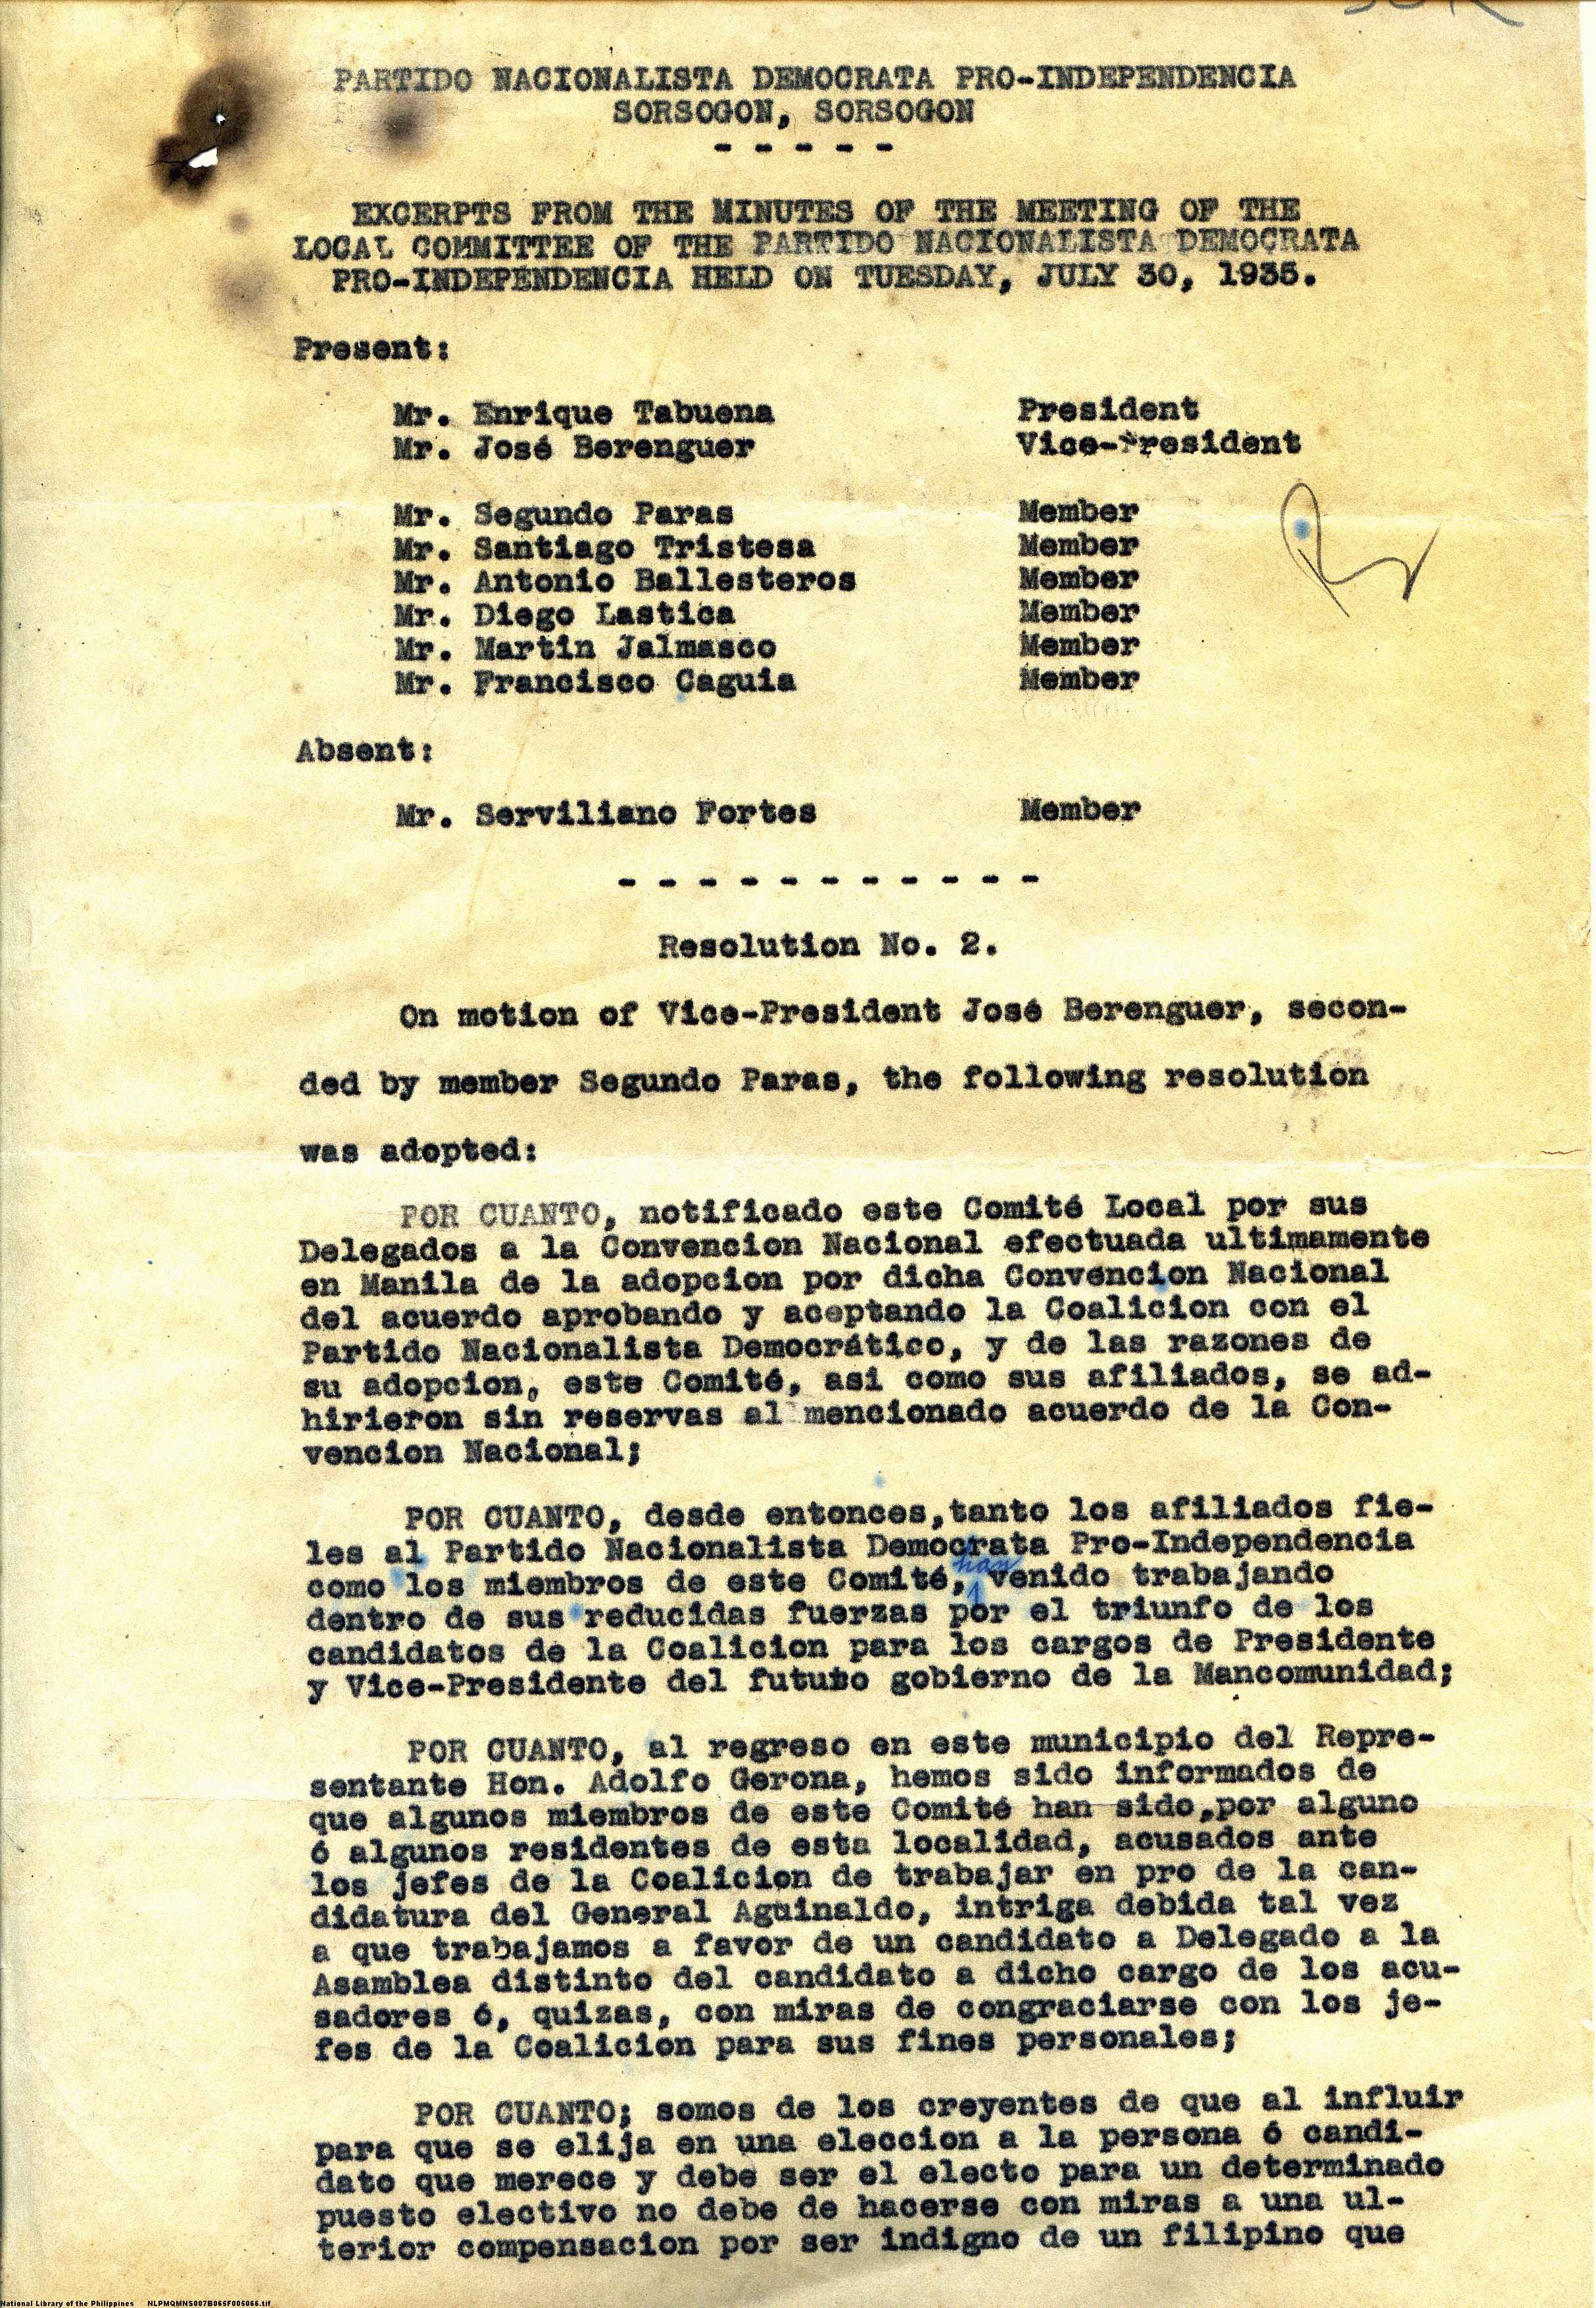 PARTIDO NACIONALISTA DEMOCRATA PRO-INDEPENDENCIA
SORSOGON, SORSOGON
- - - - -
EXCERPTS FROM THE MINUTES OF THE MEETING OF THE
LOCAL COMMITTEE OF THE PARTIDO NACIONALISTA DEMOCRATA
PRO-INDEPENDENCIA HELD ON TUESDAY, JULY 30, 1935.
Present:
Mr. Enrique Tabuena President
Mr. José Berenguer Vice-President
Mr. Segundo Paras Member
Mr. Santiago Tristesa Member
Mr. Antonio Ballesteros Member
Mr. Diego Lastica Member
Mr. Martin Jalmasco Member
Mr. Francisco Caguia Member
Absent:
Mr. Serviliano Fortes Member
- - - - - - - - - - -
Resolution No. 2.
On motion of Vice-President José Berenguer, secon-
ded by member Segundo Paras, the following resolution
was adopted:
POR CUANTO, notificado este Comité Local por sus
Delegados a la Convencion Nacional efectuada ultimamente
en Manila de la adopcion por dicha Convencion Nacional
del acuerdo aprobando y aceptando la Coalicion con el
Partido Nacionalista Democrático, y de las razones de
su adopcion, este Comité, asi como sus afiliados, se ad-
hirieron sin reservas al mencionado acuerdo de la Con-
vencion Nacional;
POR CUANTO, desde entonces,tanto los afiliados fie-
les al Partido Nacionalista Democrata Pro-Independencia
como los miembros de este Comité, han venido trabajando
dentro de sus reducidas fuerzas por el triunfo de los
candidatos de la Coalicion para los cargos de Presidente
y Vice-Presidente del futuro gobierno de la Mancomunidad;
POR CUANTO, al regreso en este municipio del Repre-
sentante Hon. Adolfo Gerona, hemos sido informados de
que algunos miembros de este Comité han sido,por alguno
ó algunos residentes de esta localidad, acusados ante
los jefes de la Coalicion de trabajar en pro de la can-
didatura del General Aguinaldo, intriga debida tal vez
a que trabajamos a favor de un candidato a Delegado a la
Asamblea distinto del candidato a dicho cargo de los acu-
sadores ó, quizas, con miras de congraciarse con los je-
fes de la Coalicion para sus fines personales;
POR CUANTO; somos de los creyentes de que al influir
para que se elija en una eleccion a la persona ó candi-
dato que merece y debe ser el electo para un determinado
puesto electivo no debe de hacerse con miras a una ul-
terior compensacion por ser indigno de un filipino que
National Library of the Philippines NLPMQMNS007B065F005066.tif